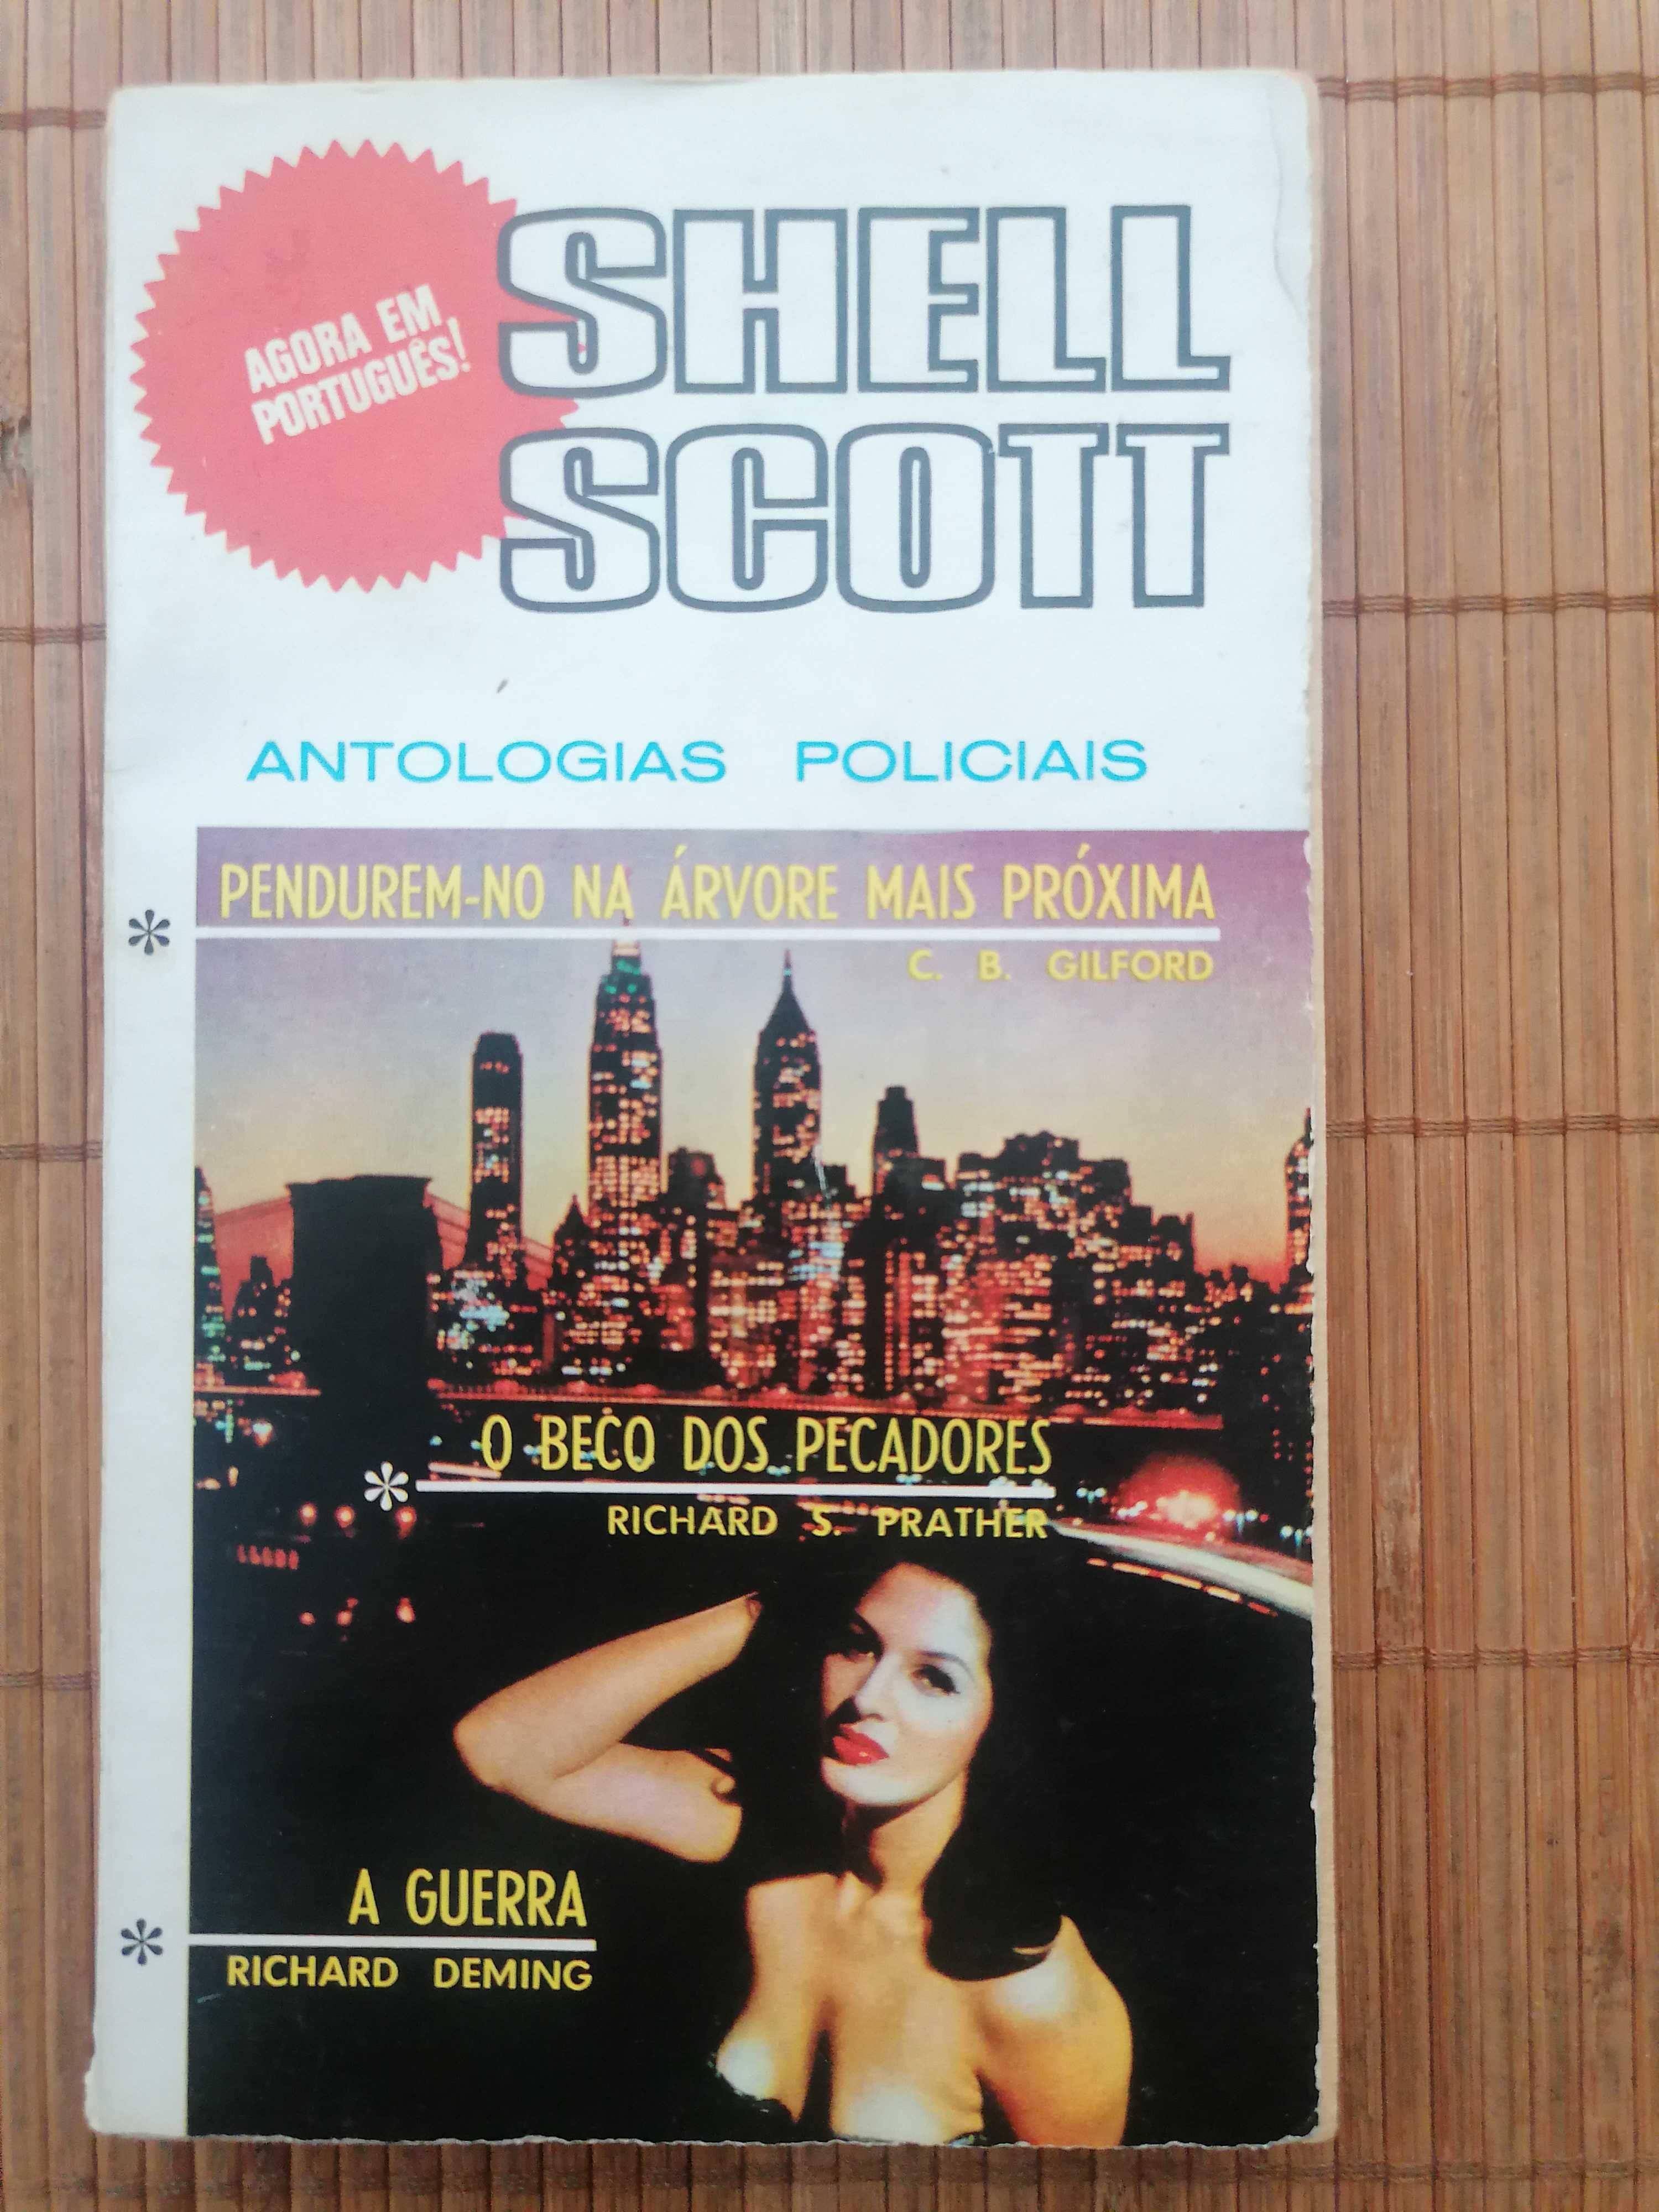 AGORA EM
PORTUGUÊS!
SHELL
SCOTT
ANTOLOGIAS POLICIAIS
PENDUREM-NO NA ÁRVORE MAIS PRÓXIMA
C. B. GILFORD
O BECO DOS PECADORES
RICHARD S. PRATHER
A GUERRA
RICHARD DEMING